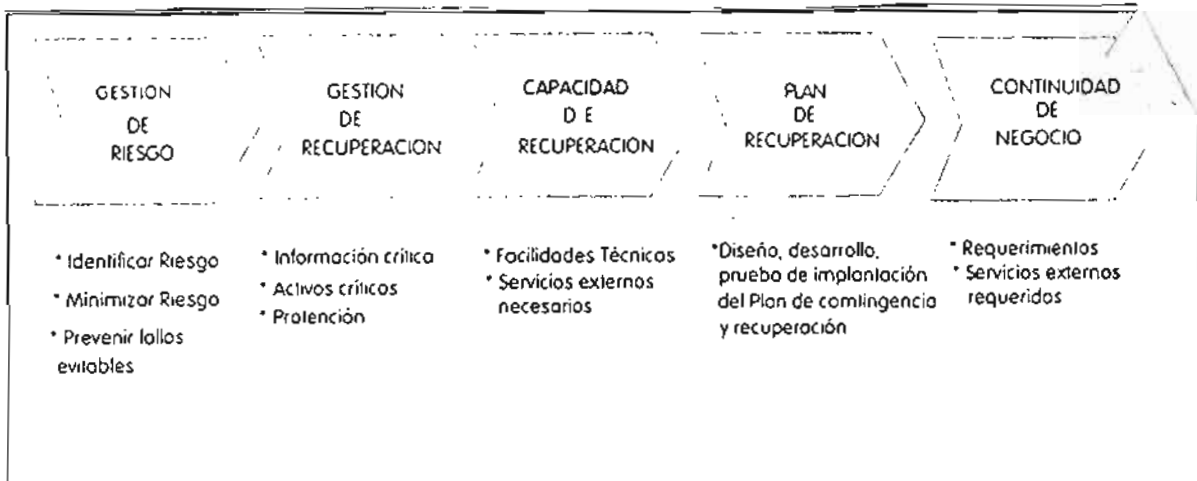 GESTION
DE
RIESGO
GESTION
DE
RECUPERACION
CAPACIDAD
D E
RECUPERACIÓN
PLAN
DE
RECUPERACION
CONTINUIDAD
DE
NEGOCIO
* Identificar Riesgo
* Minimizar Riesgo
* Prevenir fallos
evitables
* Información crítica
* Activos críticos
* Protención
* Facilidades Técnicas
* Servicios externos
necesarios
*Diseño, desarrollo,
prueba de implantación
del Plan de comtingencia
y recuperación
* Requerimientos
* Servicios externos
requeridos